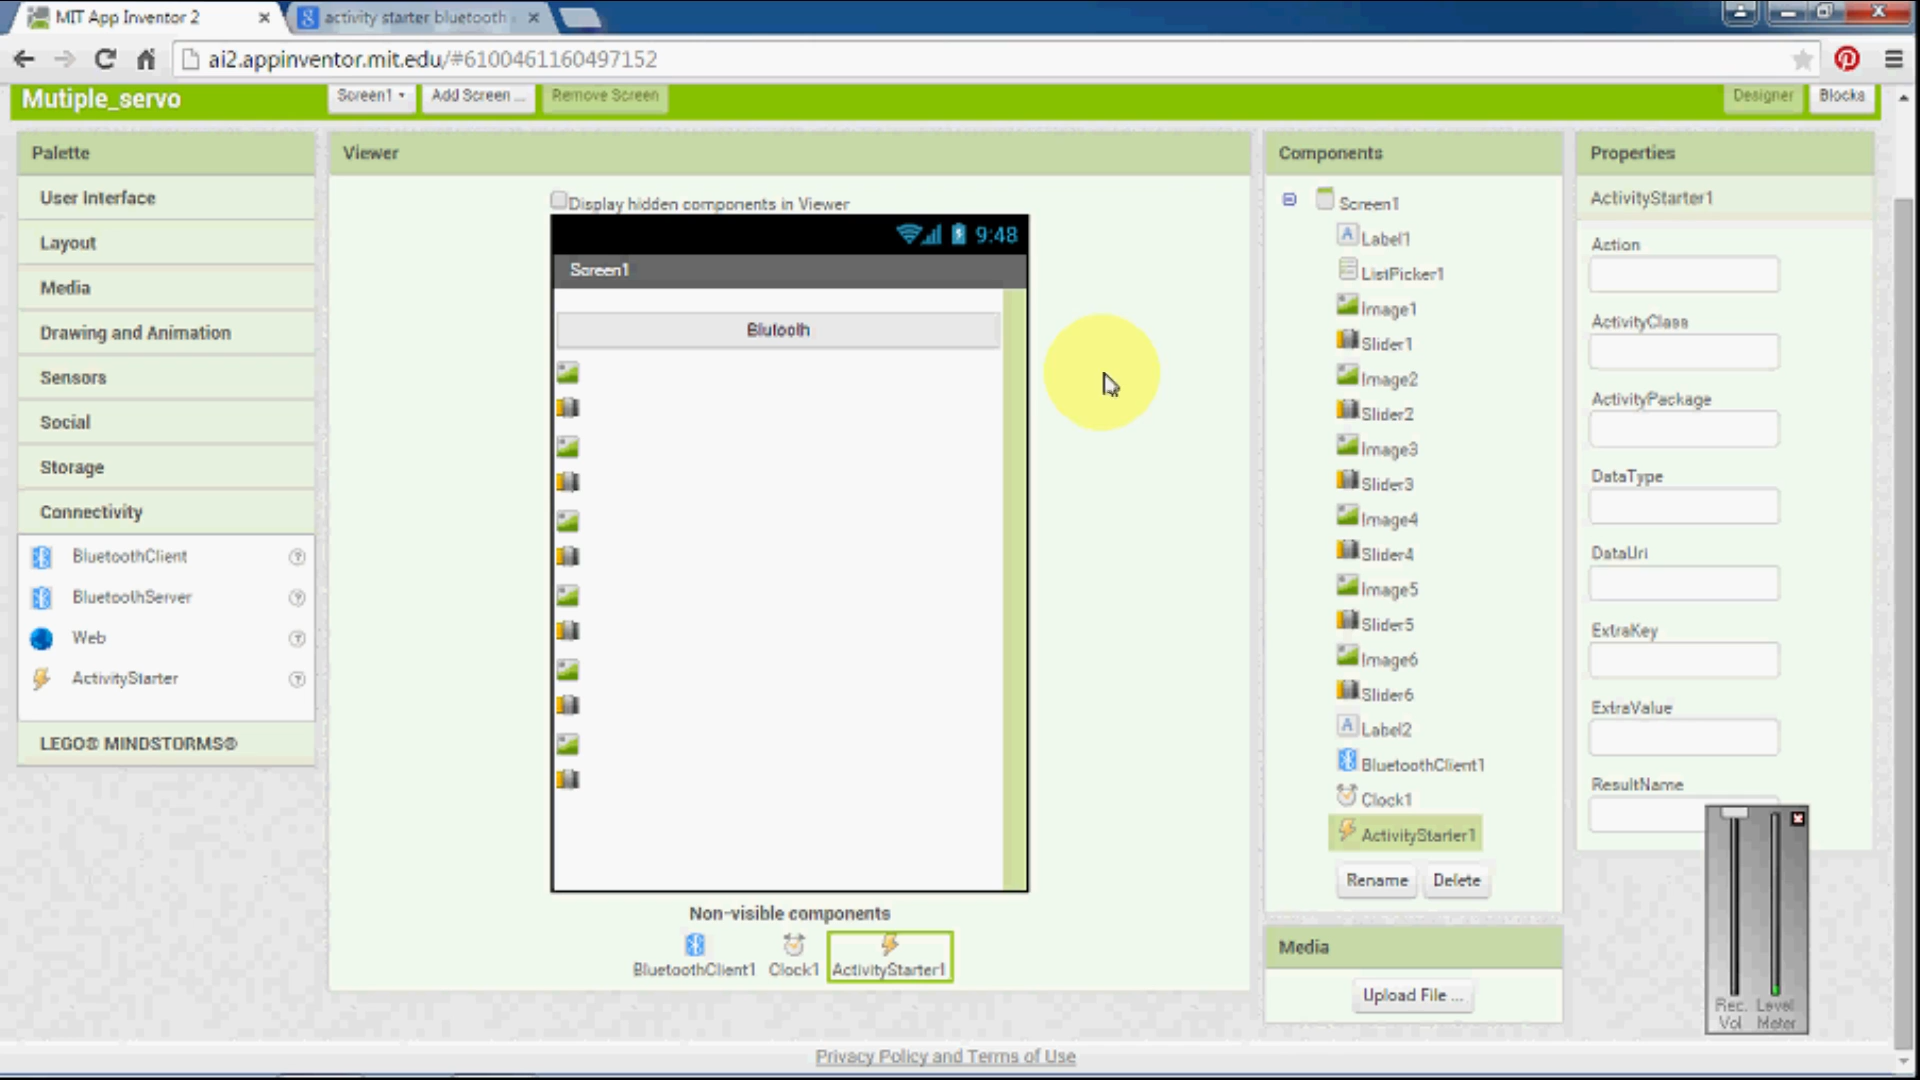 MIT App Inventor 2
activity starter bluetooth
ai2.appinventor.mit.edu/#6100461160497152
Mutiple_servo
Screen1
Add Screen ...
Remove Screen
Designer
Blocks
Palette
User Interface
Layout
Media
Drawing and Animation
Sensors
Social
Storage
Connectivity
BluetoothClient
BluetoothServer
Web
ActivityStarter
LEGO® MINDSTORMS®
Viewer
Display hidden components in Viewer
9:48
Screen1
Blutooth
Non-visible components
BluetoothClient1
Clock1
ActivityStarter1
Components
Screen1
Label1
ListPicker1
Image1
Slider1
Image2
Slider2
Image3
Slider3
Image4
Slider4
Image5
Slider5
Image6
Slider6
Label2
BluetoothClient1
Clock1
ActivityStarter1
Rename
Delete
Media
Upload File ...
Properties
ActivityStarter1
Action
ActivityClass
ActivityPackage
DataType
DataUri
ExtraKey
ExtraValue
ResultName
Rec. Level
Vol Meter
Privacy Policy and Terms of Use